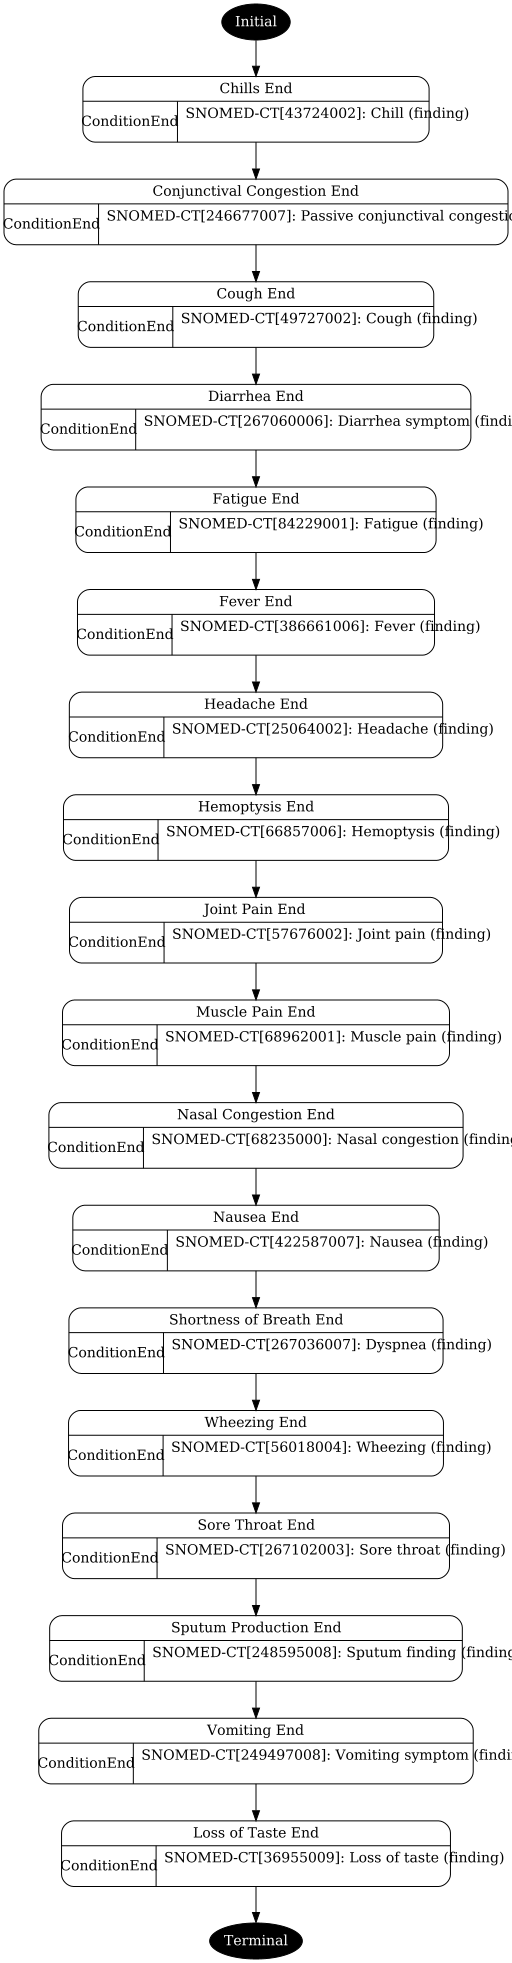 Initial
Chills End
ConditionEnd
SNOMED-CT[43724002]: Chill (finding)
Conjunctival Congestion End
ConditionEnd
SNOMED-CT[246677007]: Passive conjunctival
Cough End
ConditionEnd
SNOMED-CT[49727002]: Cough (finding)
Diarrhea End
ConditionEnd
SNOMED-CT[267060006]: Diarrhea symptom
Fatigue End
ConditionEnd
SNOMED-CT[84229001]: Fatigue (finding)
Fever End
ConditionEnd
SNOMED-CT[386661006]: Fever (finding)
Headache End
ConditionEnd
SNOMED-CT[25064002]: Headache (finding)
Hemoptysis End
ConditionEnd
SNOMED-CT[66857006]: Hemoptysis (finding)
Joint Pain End
ConditionEnd
SNOMED-CT[57676002]: Joint pain (finding)
Muscle Pain End
ConditionEnd
SNOMED-CT[68962001]: Muscle pain (finding)
Nasal Congestion End
ConditionEnd
SNOMED-CT[68235000]: Nasal congestion (finding
Nausea End
ConditionEnd
SNOMED-CT[422587007]: Nausea (finding)
Shortness of Breath End
ConditionEnd
SNOMED-CT[267036007]: Dyspnea (finding)
Wheezing End
ConditionEnd
SNOMED-CT[56018004]: Wheezing (finding)
Sore Throat End
ConditionEnd
SNOMED-CT[267102003]: Sore throat (finding)
Sputum Production End
ConditionEnd
SNOMED-CT[248595008]: Sputum finding (finding
Vomiting End
ConditionEnd
SNOMED-CT[249497008]: Vomiting symptom
Loss of Taste End
ConditionEnd
SNOMED-CT[36955009]: Loss of taste (finding)
Terminal